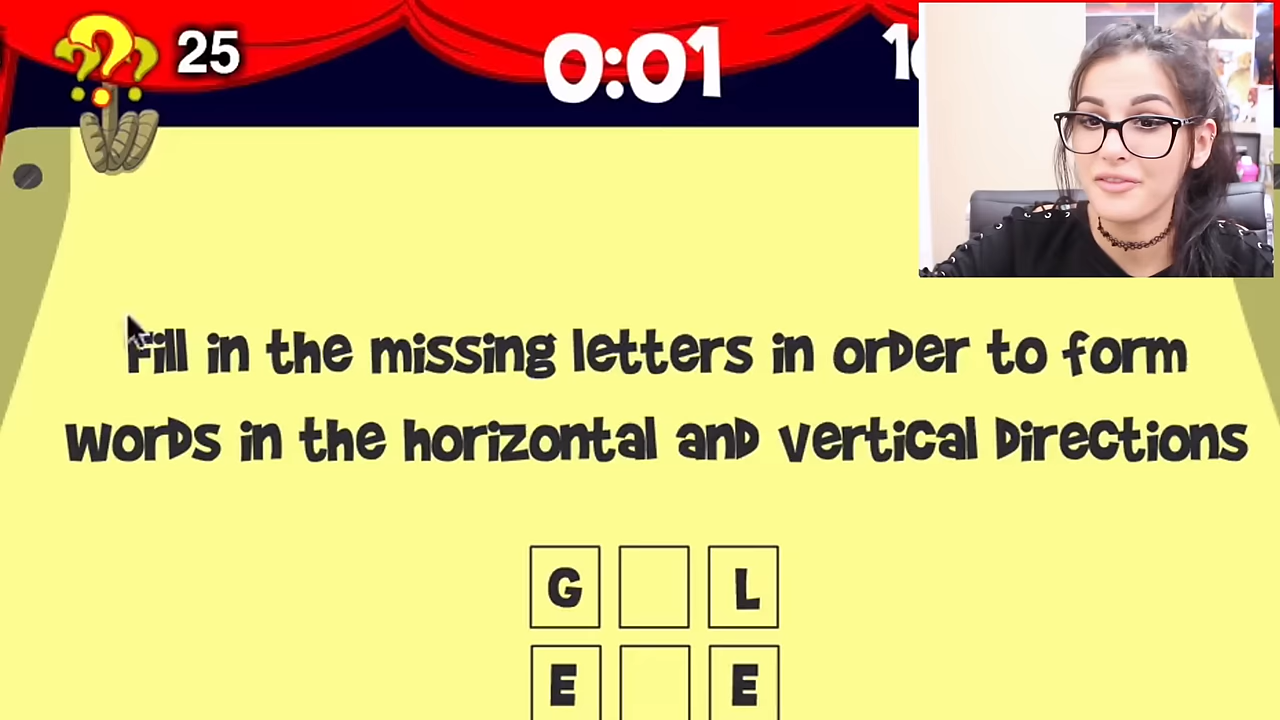 ??? 25
0:01
Fill in the missing letters in order to form
words in the horizontal and vertical directions
G L
E E